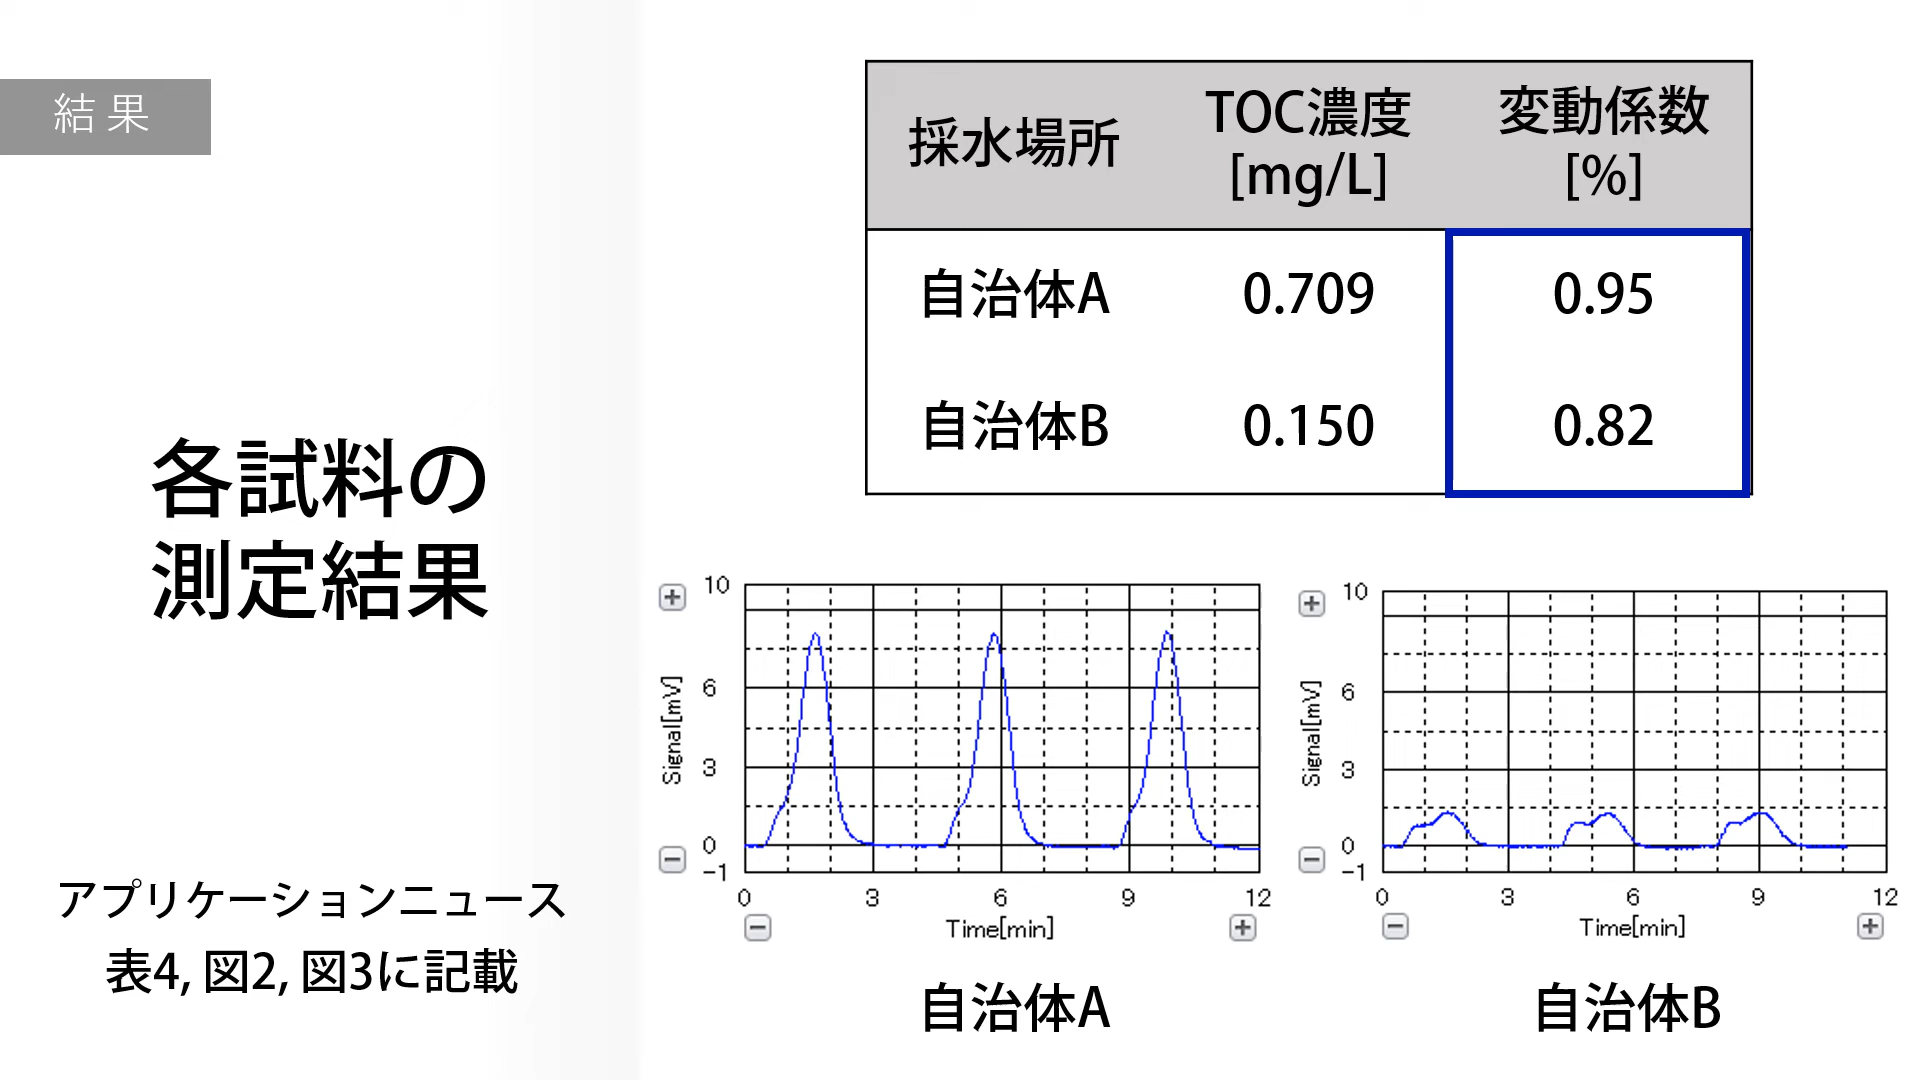 結果
各試料の
測定結果
アプリケーションニュース
表4, 図2, 図3に記載
採水場所 TOC濃度 [mg/L] 変動係数 [%]
自治体A 0.709 0.95
自治体B 0.150 0.82
10
6
3
0
-1
Signal[mV]
0 3 6 9 12
Time[min]
自治体A
10
6
3
0
-1
Signal[mV]
0 3 6 9 12
Time[min]
自治体B